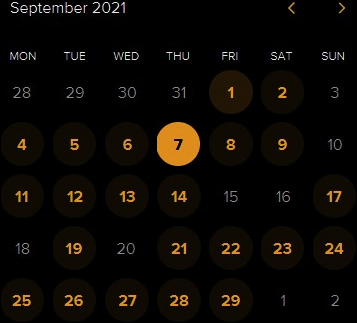 September 2021
MON TUE WED THU FRI SAT SUN
28 29 30 31 1 2 3
4 5 6 7 8 9 10
11 12 13 14 15 16 17
18 19 20 21 22 23 24
25 26 27 28 29 1 2